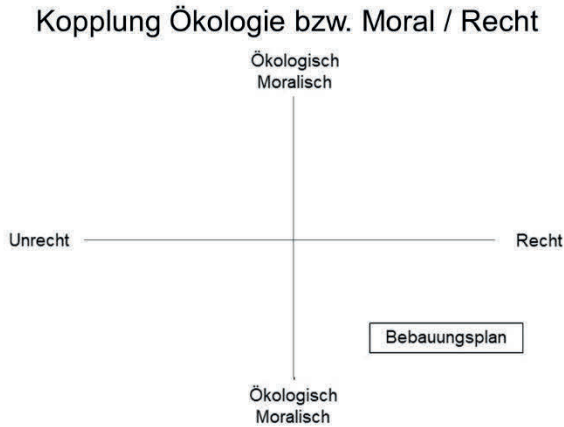 Kopplung Ökologie bzw. Moral / Recht
Ökologisch
Moralisch
Unrecht
Recht
Bebauungsplan
Ökologisch
Moralisch